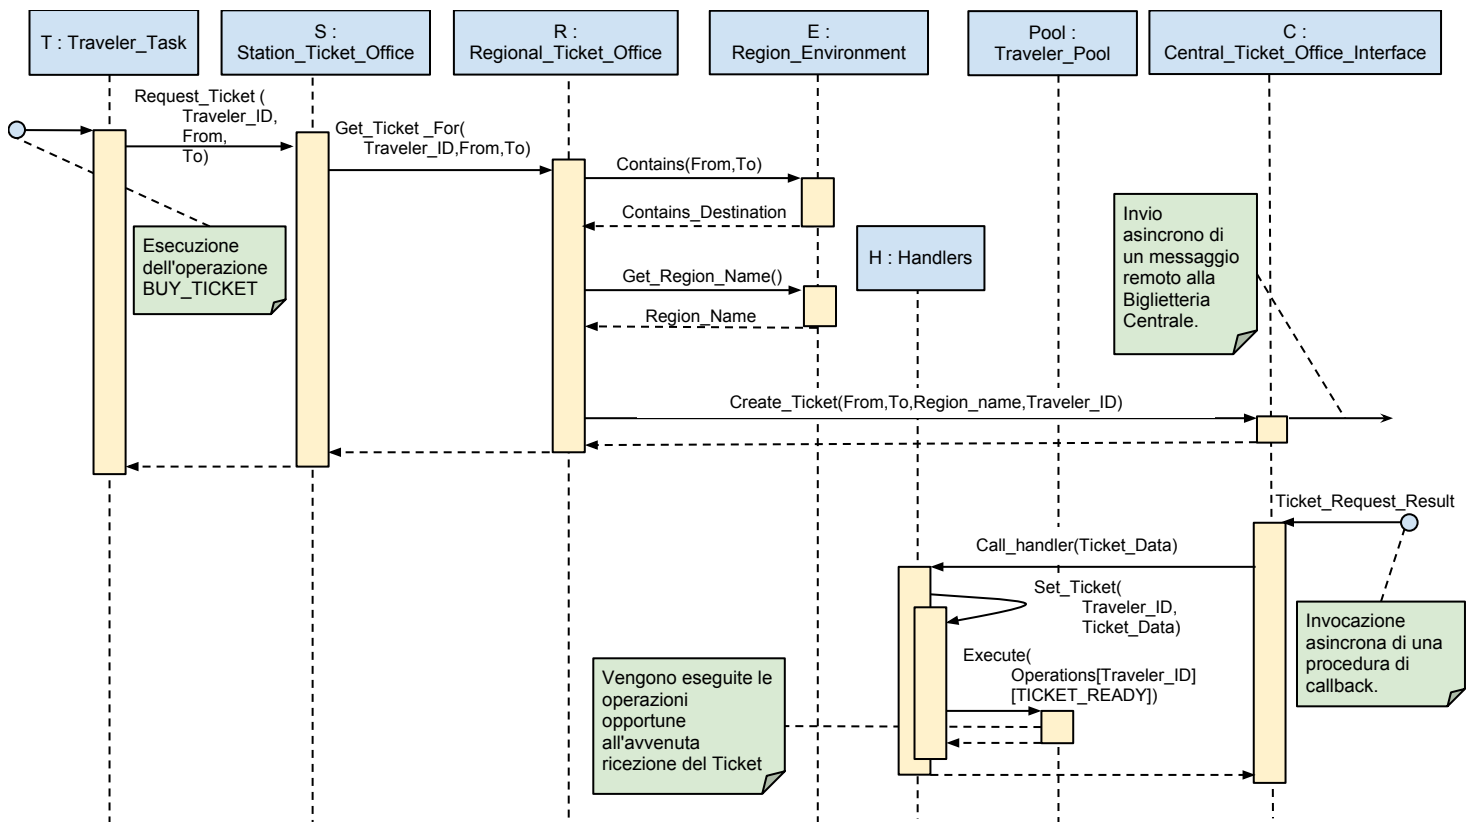 T : Traveler_Task
S :
Station_Ticket_Office
R :
Regional_Ticket_Office
E :
Region_Environment
Pool :
Traveler_Pool
C :
Central_Ticket_Office_Interface
Request_Ticket (
Traveler_ID,
From,
To)
Get_Ticket _For(
Traveler_ID,From,To)
Contains(From,To)
Contains_Destination
Esecuzione
dell'operazione
BUY_TICKET
H : Handlers
Invio
asincrono di
un messaggio
remoto alla
Biglietteria
Centrale.
Get_Region_Name()
Region_Name
Create_Ticket(From,To,Region_name,Traveler_ID)
Ticket_Request_Result
Call_handler(Ticket_Data)
Set_Ticket(
Traveler_ID,
Ticket_Data)
Invocazione
asincrona di una
procedura di
callback.
Execute(
Operations[Traveler_ID]
[TICKET_READY])
Vengono eseguite le
operazioni
opportune
all'avvenuta
ricezione del Ticket